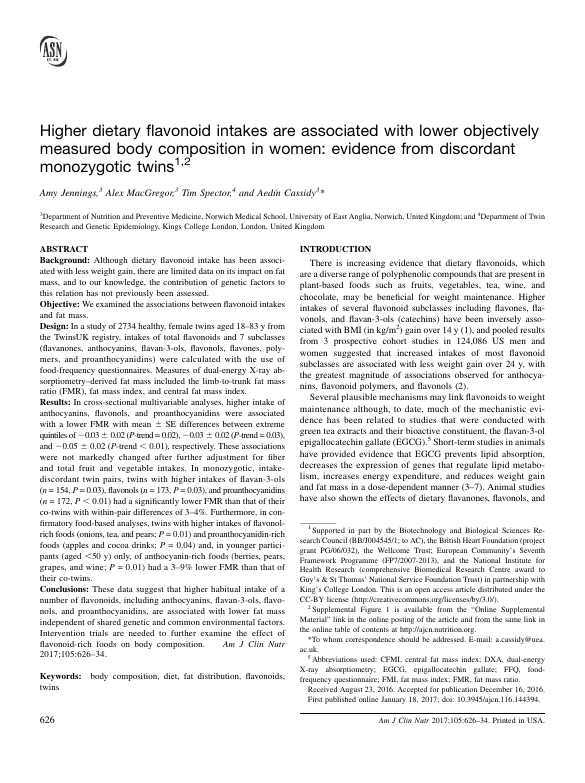 ASN
EST. 1928
Higher dietary flavonoid intakes are associated with lower objectively
measured body composition in women: evidence from discordant
monozygotic twins1,2
Amy Jennings,3 Alex MacGregor,3 Tim Spector,4 and Aedín Cassidy3*
3Department of Nutrition and Preventive Medicine, Norwich Medical School, University of East Anglia, Norwich, United Kingdom; and 4Department of Twin
Research and Genetic Epidemiology, Kings College London, London, United Kingdom
ABSTRACT
Background: Although dietary flavonoid intake has been associ-
ated with less weight gain, there are limited data on its impact on fat
mass, and to our knowledge, the contribution of genetic factors to
this relation has not previously been assessed.
Objective: We examined the associations between flavonoid intakes
and fat mass.
Design: In a study of 2734 healthy, female twins aged 18–83 y from
the TwinsUK registry, intakes of total flavonoids and 7 subclasses
(flavanones, anthocyanins, flavan-3-ols, flavonols, flavones, poly-
mers, and proanthocyanidins) were calculated with the use of
food-frequency questionnaires. Measures of dual-energy X-ray ab-
sorptiometry–derived fat mass included the limb-to-trunk fat mass
ratio (FMR), fat mass index, and central fat mass index.
Results: In cross-sectional multivariable analyses, higher intake of
anthocyanins, flavonols, and proanthocyanidins were associated
with a lower FMR with mean ± SE differences between extreme
quintiles of −0.03 ± 0.02 (P-trend = 0.02), −0.03 ± 0.02 (P-trend = 0.03),
and −0.05 ± 0.02 (P-trend < 0.01), respectively. These associations
were not markedly changed after further adjustment for fiber
and total fruit and vegetable intakes. In monozygotic, intake-
discordant twin pairs, twins with higher intakes of flavan-3-ols
(n = 154, P = 0.03), flavonols (n = 173, P = 0.03), and proanthocyanidins
(n = 172, P < 0.01) had a significantly lower FMR than that of their
co-twins with within-pair differences of 3–4%. Furthermore, in con-
firmatory food-based analyses, twins with higher intakes of flavonol-
rich foods (onions, tea, and pears; P = 0.01) and proanthocyanidin-rich
foods (apples and cocoa drinks; P = 0.04) and, in younger partici-
pants (aged <50 y) only, of anthocyanin-rich foods (berries, pears,
grapes, and wine; P = 0.01) had a 3–9% lower FMR than that of
their co-twins.
Conclusions: These data suggest that higher habitual intake of a
number of flavonoids, including anthocyanins, flavan-3-ols, flavo-
nols, and proanthocyanidins, are associated with lower fat mass
independent of shared genetic and common environmental factors.
Intervention trials are needed to further examine the effect of
flavonoid-rich foods on body composition. Am J Clin Nutr
2017;105:626–34.
Keywords: body composition, diet, fat distribution, flavonoids,
twins
INTRODUCTION
There is increasing evidence that dietary flavonoids, which
are a diverse range of polyphenolic compounds that are present in
plant-based foods such as fruits, vegetables, tea, wine, and
chocolate, may be beneficial for weight maintenance. Higher
intakes of several flavonoid subclasses including flavones, fla-
vonols, and flavan-3-ols (catechins) have been inversely asso-
ciated with BMI (in kg/m2) gain over 14 y (1), and pooled results
from 3 prospective cohort studies in 124,086 US men and
women suggested that increased intakes of most flavonoid
subclasses are associated with less weight gain over 24 y, with
the greatest magnitude of associations observed for anthocya-
nins, flavonoid polymers, and flavonols (2).
Several plausible mechanisms may link flavonoids to weight
maintenance although, to date, much of the mechanistic evi-
dence has been related to studies that were conducted with
green tea extracts and their bioactive constituent, the flavan-3-ol
epigallocatechin gallate (EGCG).5 Short-term studies in animals
have provided evidence that EGCG prevents lipid absorption,
decreases the expression of genes that regulate lipid metabo-
lism, increases energy expenditure, and reduces weight gain
and fat mass in a dose-dependent manner (3–7). Animal studies
have also shown the effects of dietary flavanones, flavonols, and
1 Supported in part by the Biotechnology and Biological Sciences Re-
search Council (BB/J004545/1; to AC), the British Heart Foundation (project
grant PG/06/032), the Wellcome Trust; European Community's Seventh
Framework Programme (FP7/2007-2013), and the National Institute for
Health Research (comprehensive Biomedical Research Centre award to
Guy's & St Thomas' National Service Foundation Trust) in partnership with
King's College London. This is an open access article distributed under the
CC-BY license (http://creativecommons.org/licenses/by/3.0/).
2 Supplemental Figure 1 is available from the "Online Supplemental
Material" link in the online posting of the article and from the same link in
the online table of contents at http://ajcn.nutrition.org.
*To whom correspondence should be addressed. E-mail: a.cassidy@uea.
ac.uk.
5 Abbreviations used: CFMI, central fat mass index; DXA, dual-energy
X-ray absorptiometry; EGCG, epigallocatechin gallate; FFQ, food-
frequency questionnaire; FMI, fat mass index; FMR, fat mass ratio.
Received August 23, 2016. Accepted for publication December 16, 2016.
First published online January 18, 2017; doi: 10.3945/ajcn.116.144394.
626
Am J Clin Nutr 2017;105:626–34. Printed in USA.